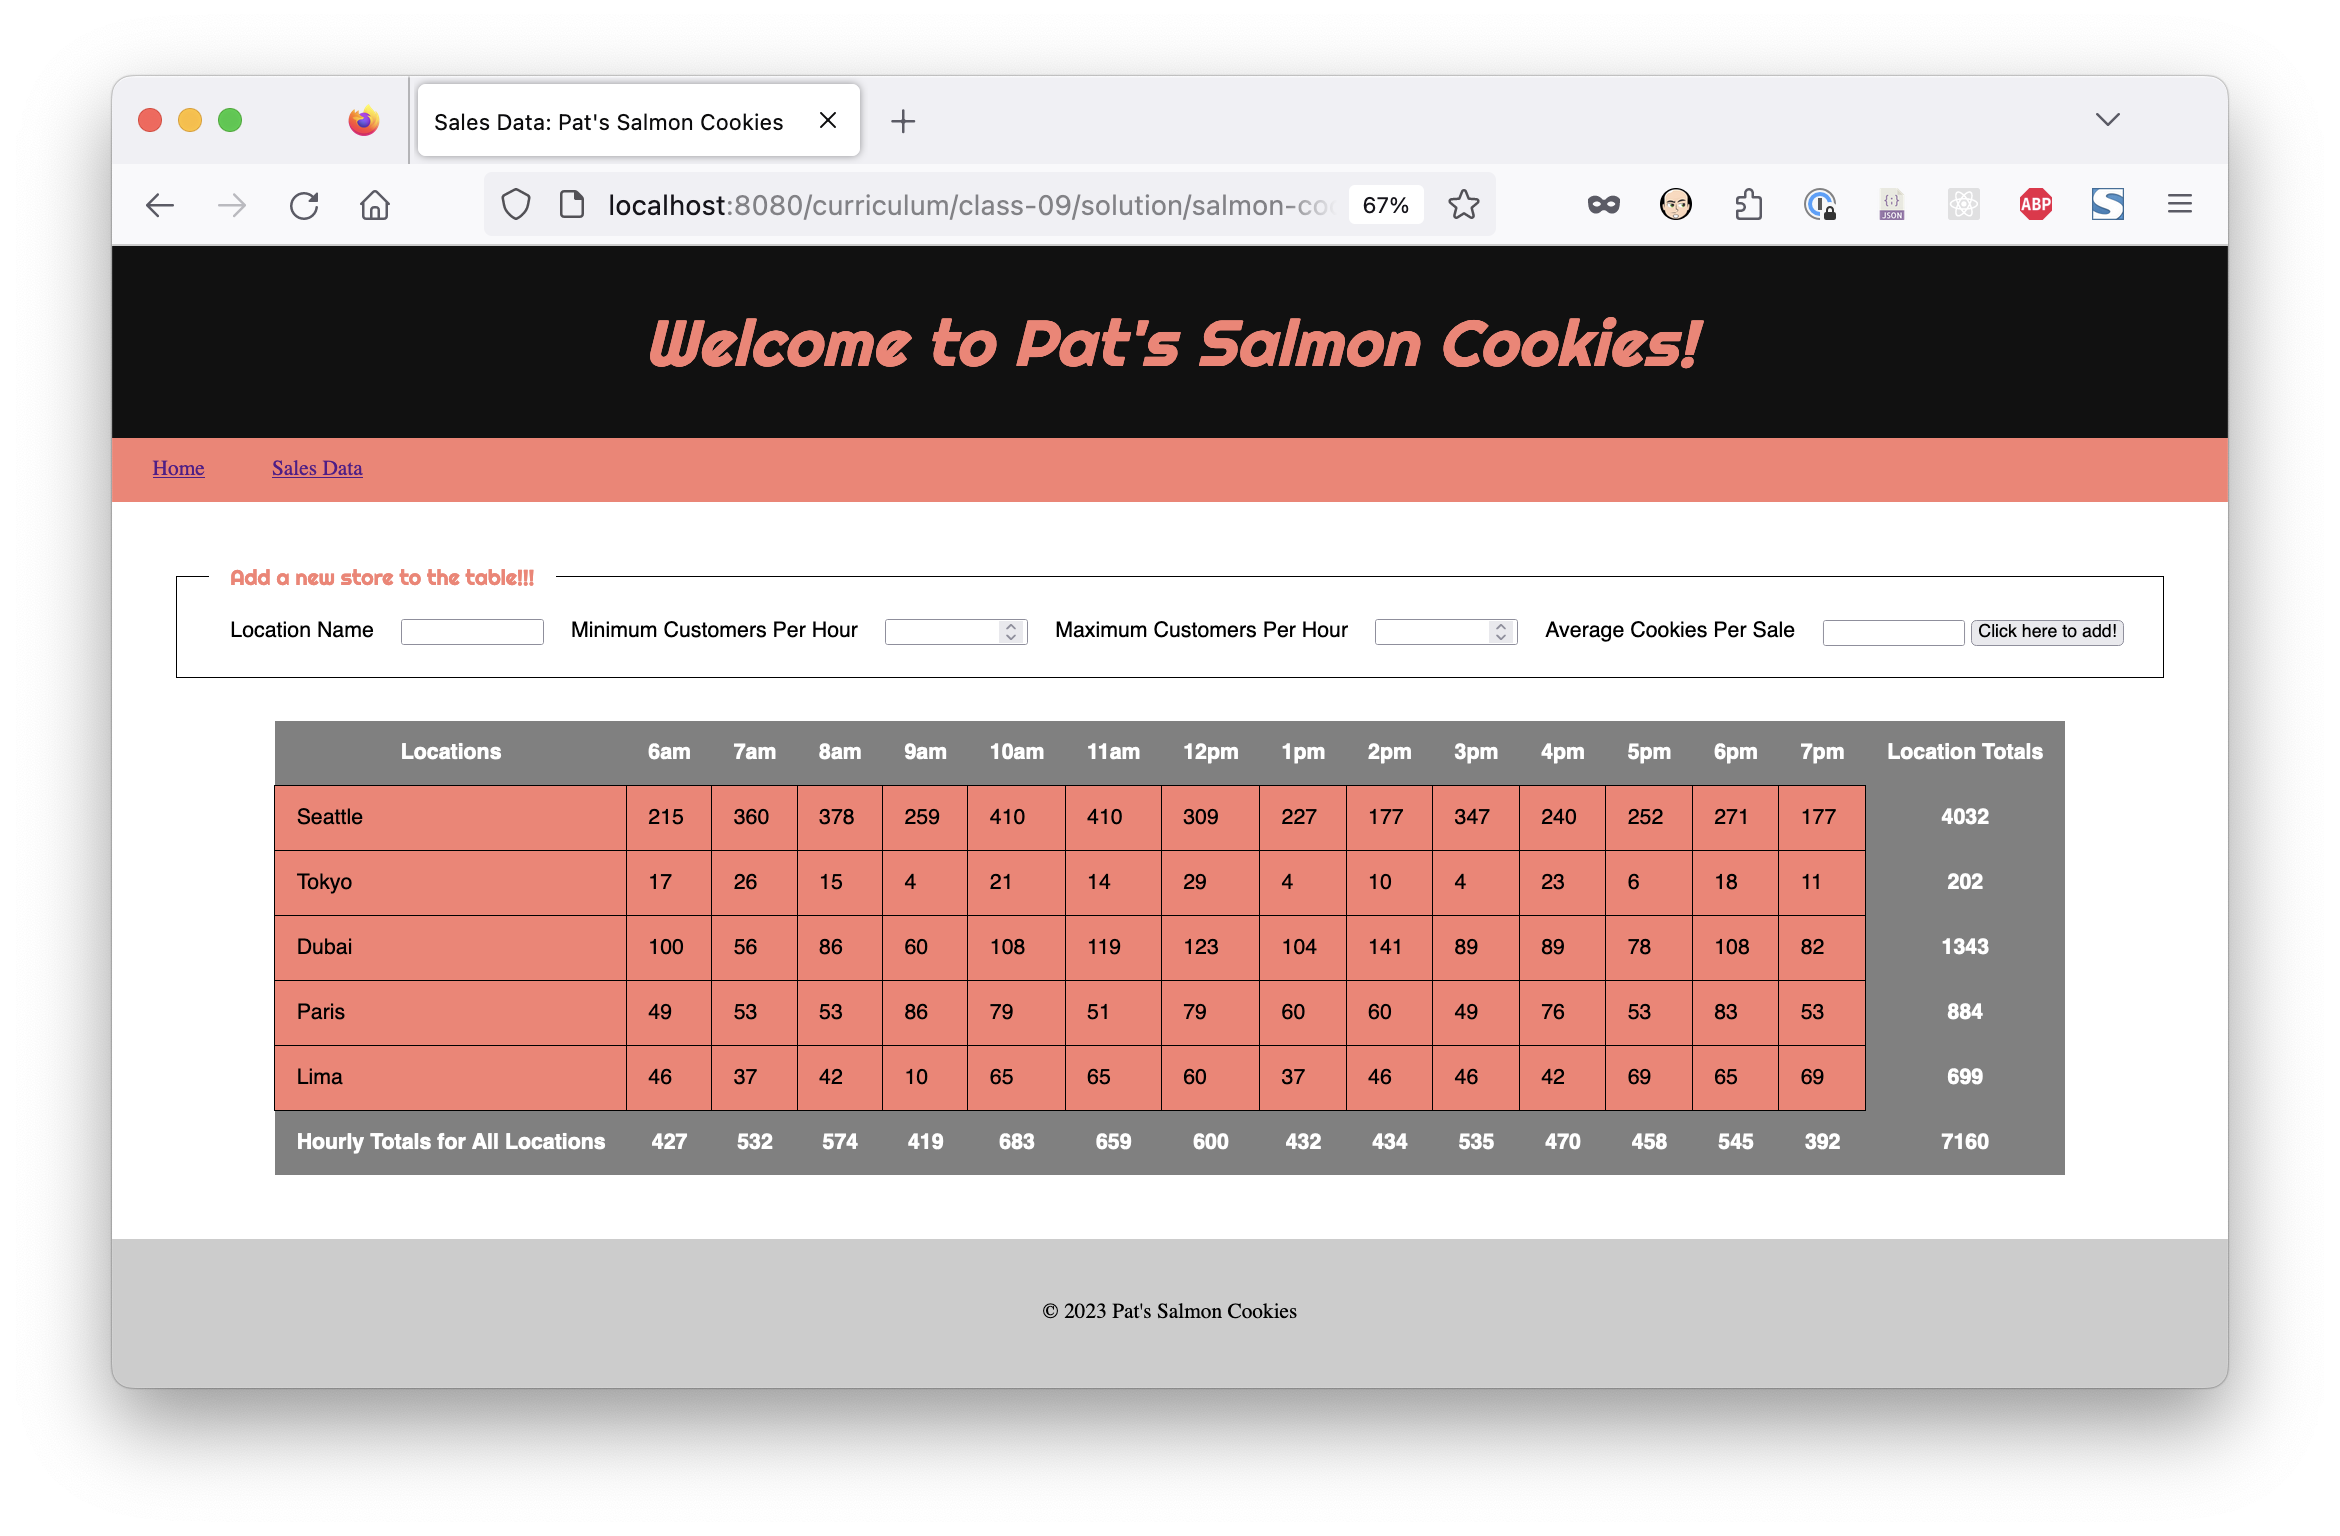 Sales Data: Pat's Salmon Cookies
localhost:8080/curriculum/class-09/solution/salmon-coo 67% JSON ABP
Welcome to Pat's Salmon Cookies!
Home Sales Data
Add a new store to the table!!!
Location Name Minimum Customers Per Hour Maximum Customers Per Hour Average Cookies Per Sale Click here to add!
Locations 6am 7am 8am 9am 10am 11am 12pm 1pm 2pm 3pm 4pm 5pm 6pm 7pm Location Totals
Seattle 215 360 378 259 410 410 309 227 177 347 240 252 271 177 4032
Tokyo 17 26 15 4 21 14 29 4 10 4 23 6 18 11 202
Dubai 100 56 86 60 108 119 123 104 141 89 89 78 108 82 1343
Paris 49 53 53 86 79 51 79 60 60 49 76 53 83 53 884
Lima 46 37 42 10 65 65 60 37 46 46 42 69 65 69 699
Hourly Totals for All Locations 427 532 574 419 683 659 600 432 434 535 470 458 545 392 7160
© 2023 Pat's Salmon Cookies